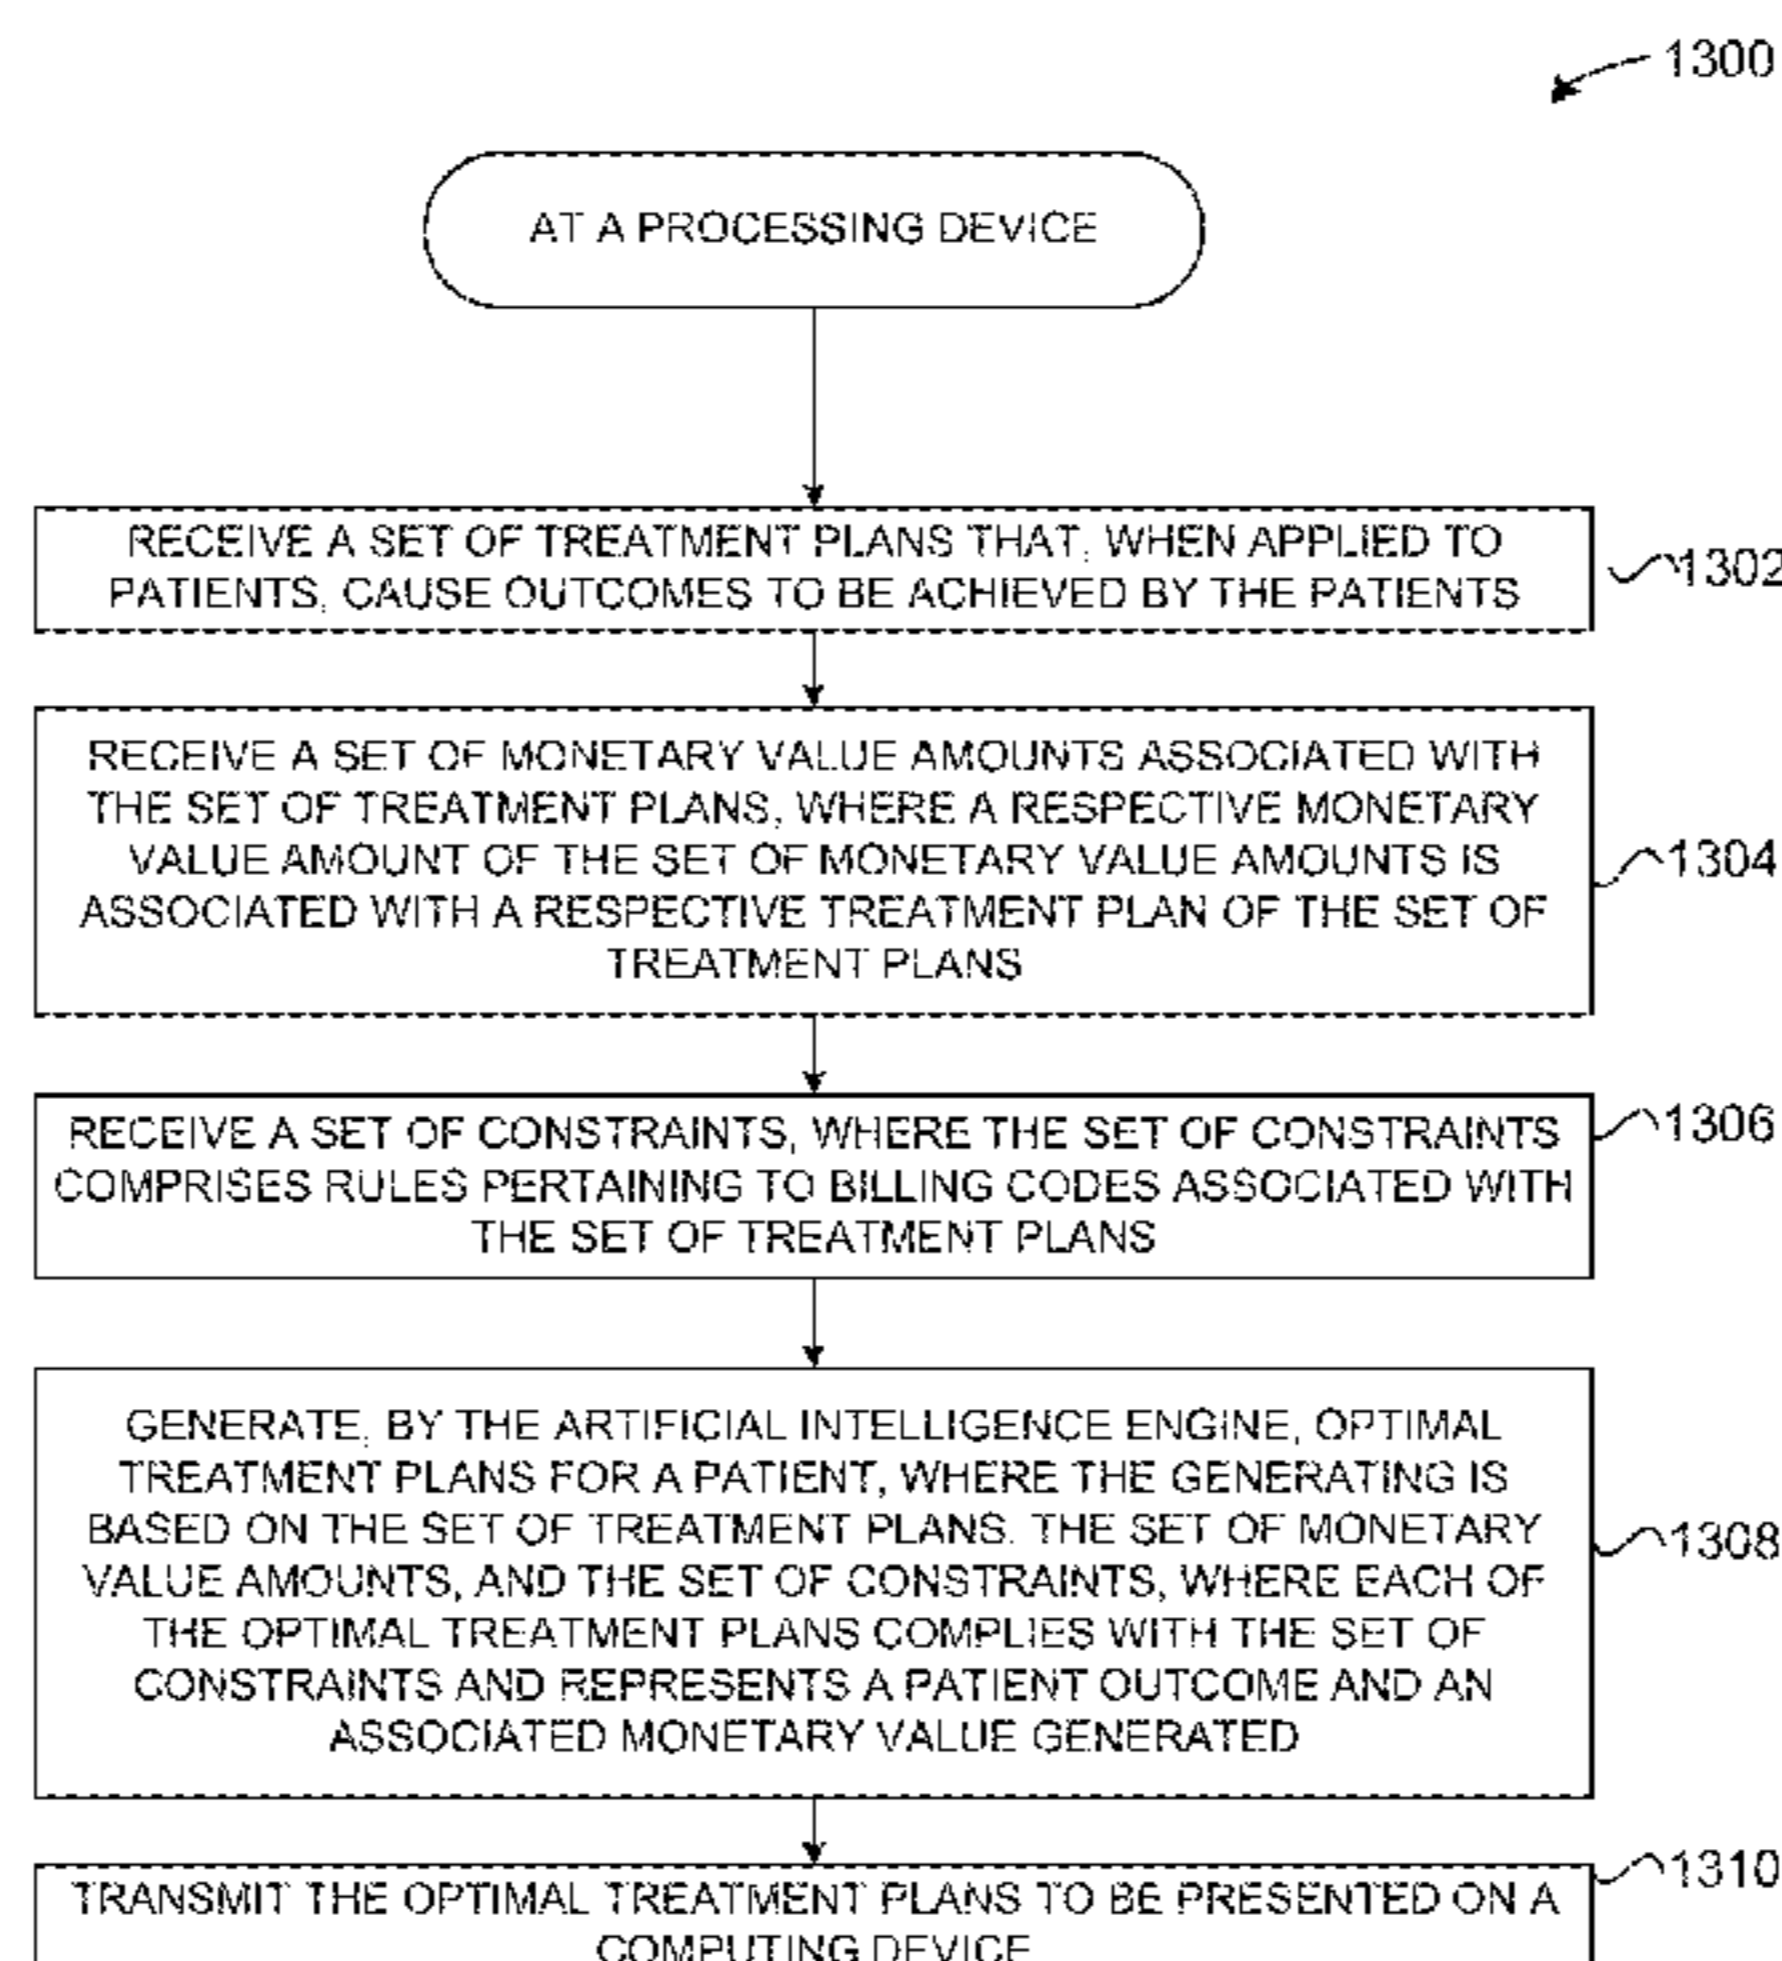 1300
AT A PROCESSING DEVICE
RECEIVE A SET OF TREATMENT PLANS THAT, WHEN APPLIED TO
PATIENTS, CAUSE OUTCOMES TO BE ACHIEVED BY THE PATIENTS
1302
RECEIVE A SET OF MONETARY VALUE AMOUNTS ASSOCIATED WITH
THE SET OF TREATMENT PLANS, WHERE A RESPECTIVE MONETARY
VALUE AMOUNT OF THE SET OF MONETARY VALUE AMOUNTS IS
ASSOCIATED WITH A RESPECTIVE TREATMENT PLAN OF THE SET OF
TREATMENT PLANS
1304
RECEIVE A SET OF CONSTRAINTS, WHERE THE SET OF CONSTRAINTS
COMPRISES RULES PERTAINING TO BILLING CODES ASSOCIATED WITH
THE SET OF TREATMENT PLANS
1306
GENERATE, BY THE ARTIFICIAL INTELLIGENCE ENGINE, OPTIMAL
TREATMENT PLANS FOR A PATIENT, WHERE THE GENERATING IS
BASED ON THE SET OF TREATMENT PLANS, THE SET OF MONETARY
VALUE AMOUNTS, AND THE SET OF CONSTRAINTS, WHERE EACH OF
THE OPTIMAL TREATMENT PLANS COMPLIES WITH THE SET OF
CONSTRAINTS AND REPRESENTS A PATIENT OUTCOME AND AN
ASSOCIATED MONETARY VALUE GENERATED
1308
TRANSMIT THE OPTIMAL TREATMENT PLANS TO BE PRESENTED ON A
COMPUTING DEVICE
1310